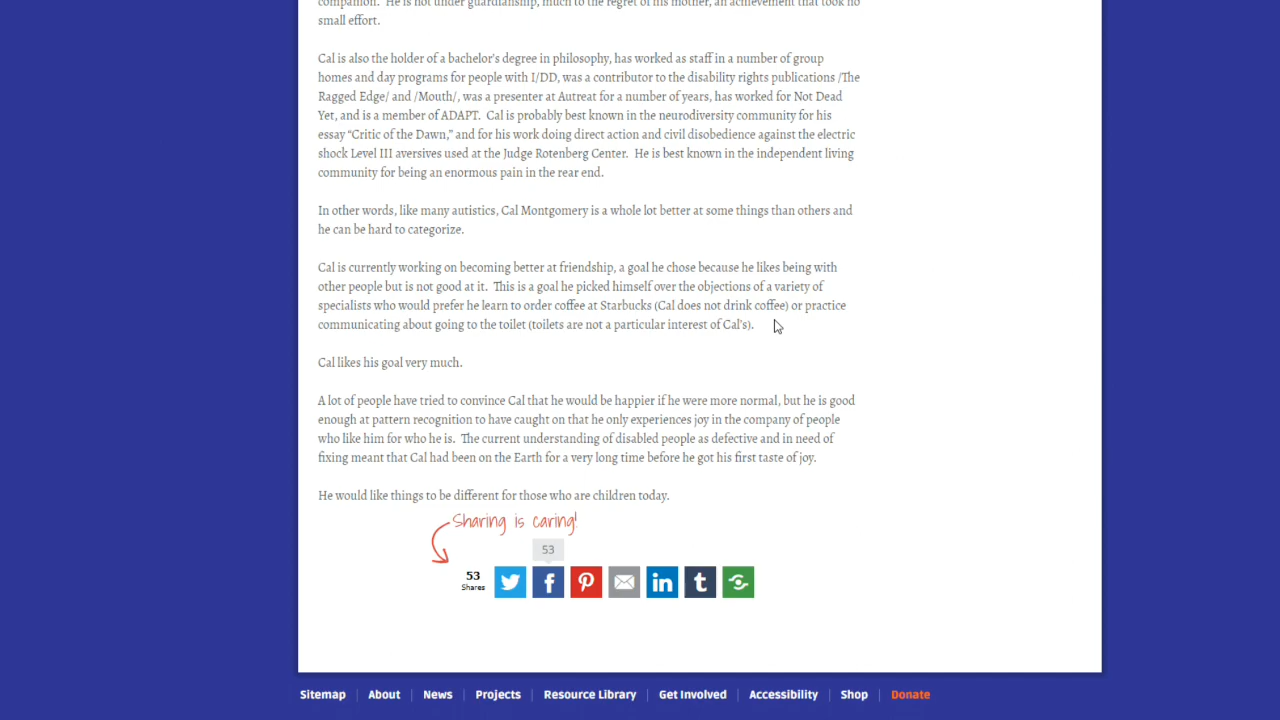 companion.  He is not under guardianship, much to the regret of his mother, an achievement that took no
small effort.
Cal is also the holder of a bachelor's degree in philosophy, has worked as staff in a number of group
homes and day programs for people with I/DD, was a contributor to the disability rights publications /The
Ragged Edge/ and /Mouth/, was a presenter at Autreat for a number of years, has worked for Not Dead
Yet, and is a member of ADAPT.  Cal is probably best known in the neurodiversity community for his
essay “Critic of the Dawn,” and for his work doing direct action and civil disobedience against the electric
shock Level III aversives used at the Judge Rotenberg Center.  He is best known in the independent living
community for being an enormous pain in the rear end.
In other words, like many autistics, Cal Montgomery is a whole lot better at some things than others and
he can be hard to categorize.
Cal is currently working on becoming better at friendship, a goal he chose because he likes being with
other people but is not good at it.  This is a goal he picked himself over the objections of a variety of
specialists who would prefer he learn to order coffee at Starbucks (Cal does not drink coffee) or practice
communicating about going to the toilet (toilets are not a particular interest of Cal's).
Cal likes his goal very much.
A lot of people have tried to convince Cal that he would be happier if he were more normal, but he is good
enough at pattern recognition to have caught on that he only experiences joy in the company of people
who like him for who he is.  The current understanding of disabled people as defective and in need of
fixing meant that Cal had been on the Earth for a very long time before he got his first taste of joy.
He would like things to be different for those who are children today.
Sharing is caring!
53
53
Shares
Sitemap | About | News | Projects | Resource Library | Get Involved | Accessibility | Shop | Donate